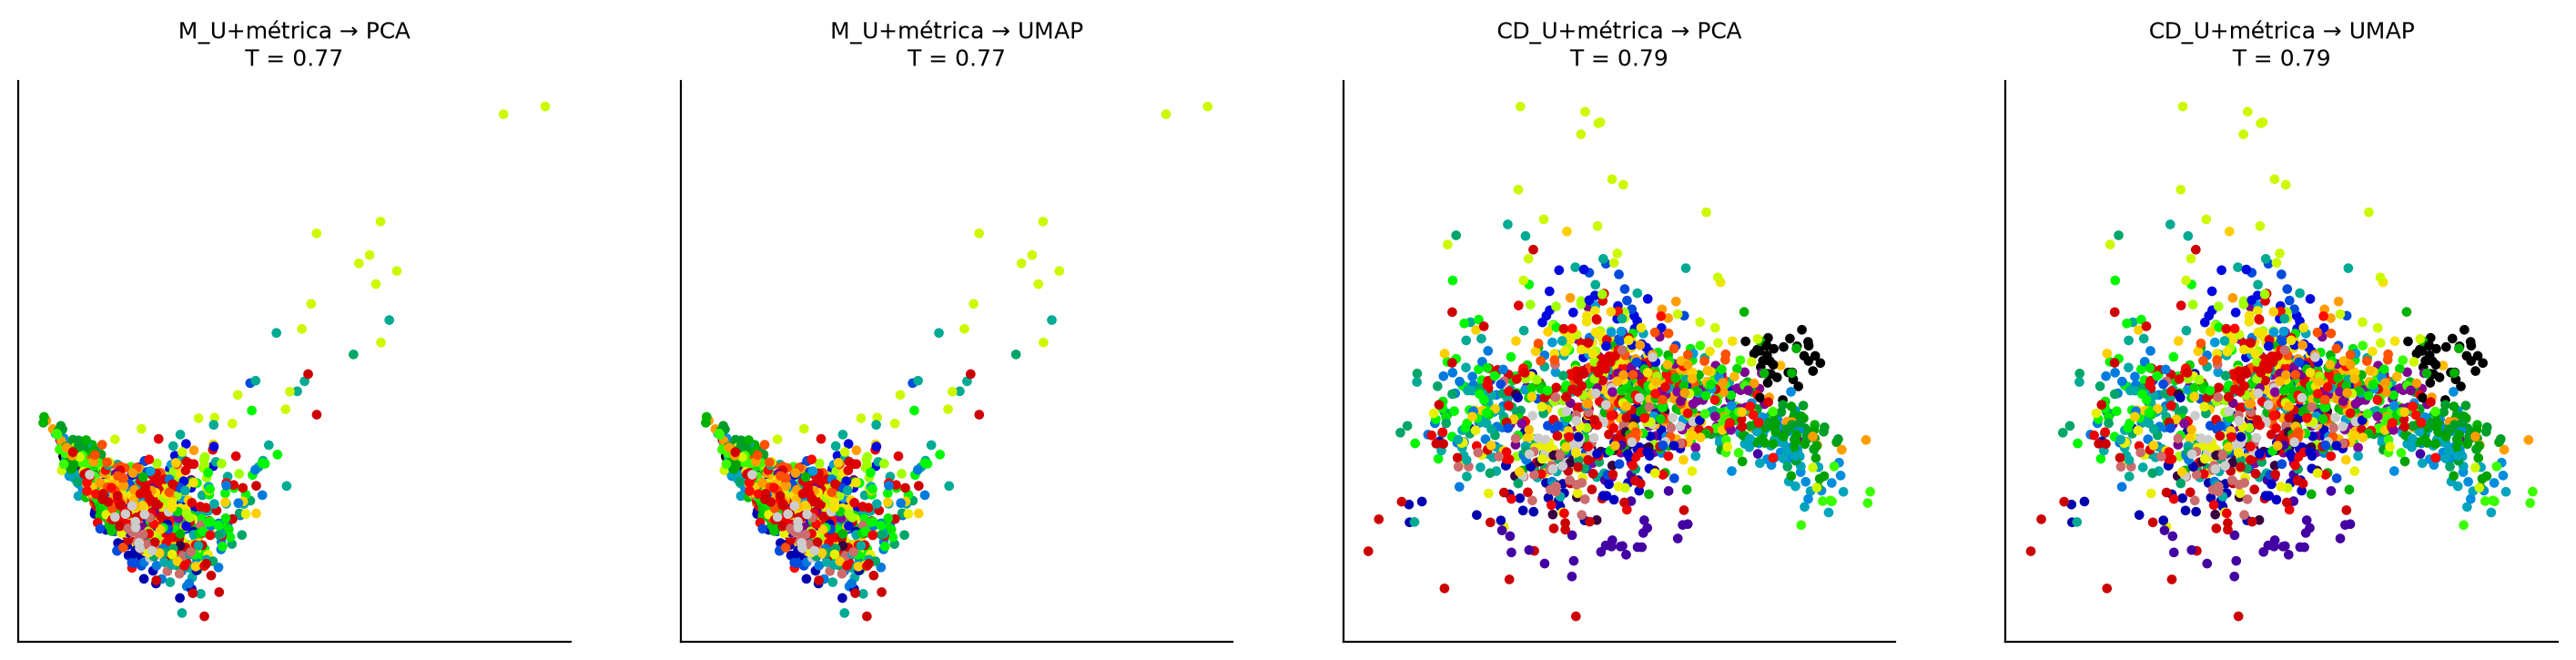 M_U+métrica → PCA
T = 0.77
M_U+métrica → UMAP
T = 0.77
CD_U+métrica → PCA
T = 0.79
CD_U+métrica → UMAP
T = 0.79